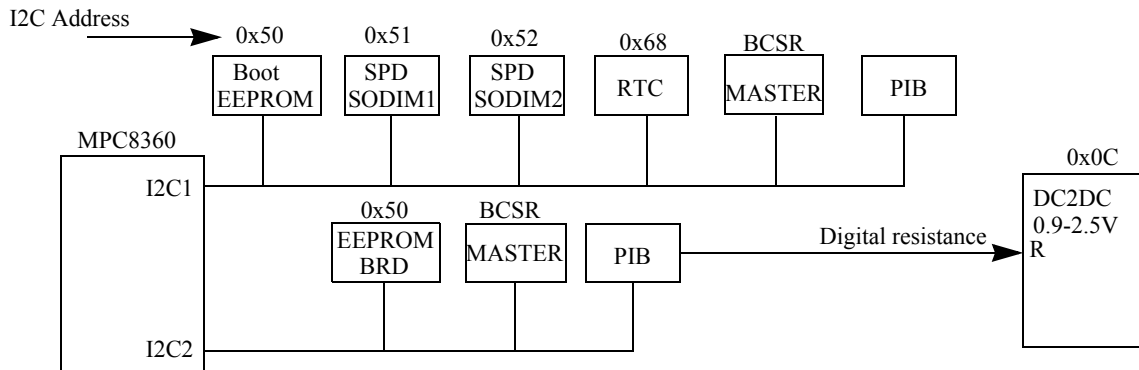 I2C Address
0x50 0x51 0x52 0x68 BCSR
Boot
EEPROM
SPD
SODIM1
SPD
SODIM2
RTC
MASTER
PIB
MPC8360
I2C1
0x0C
DC2DC
0.9-2.5V
R
0x50 BCSR
EEPROM
BRD
MASTER
PIB
Digital resistance
I2C2